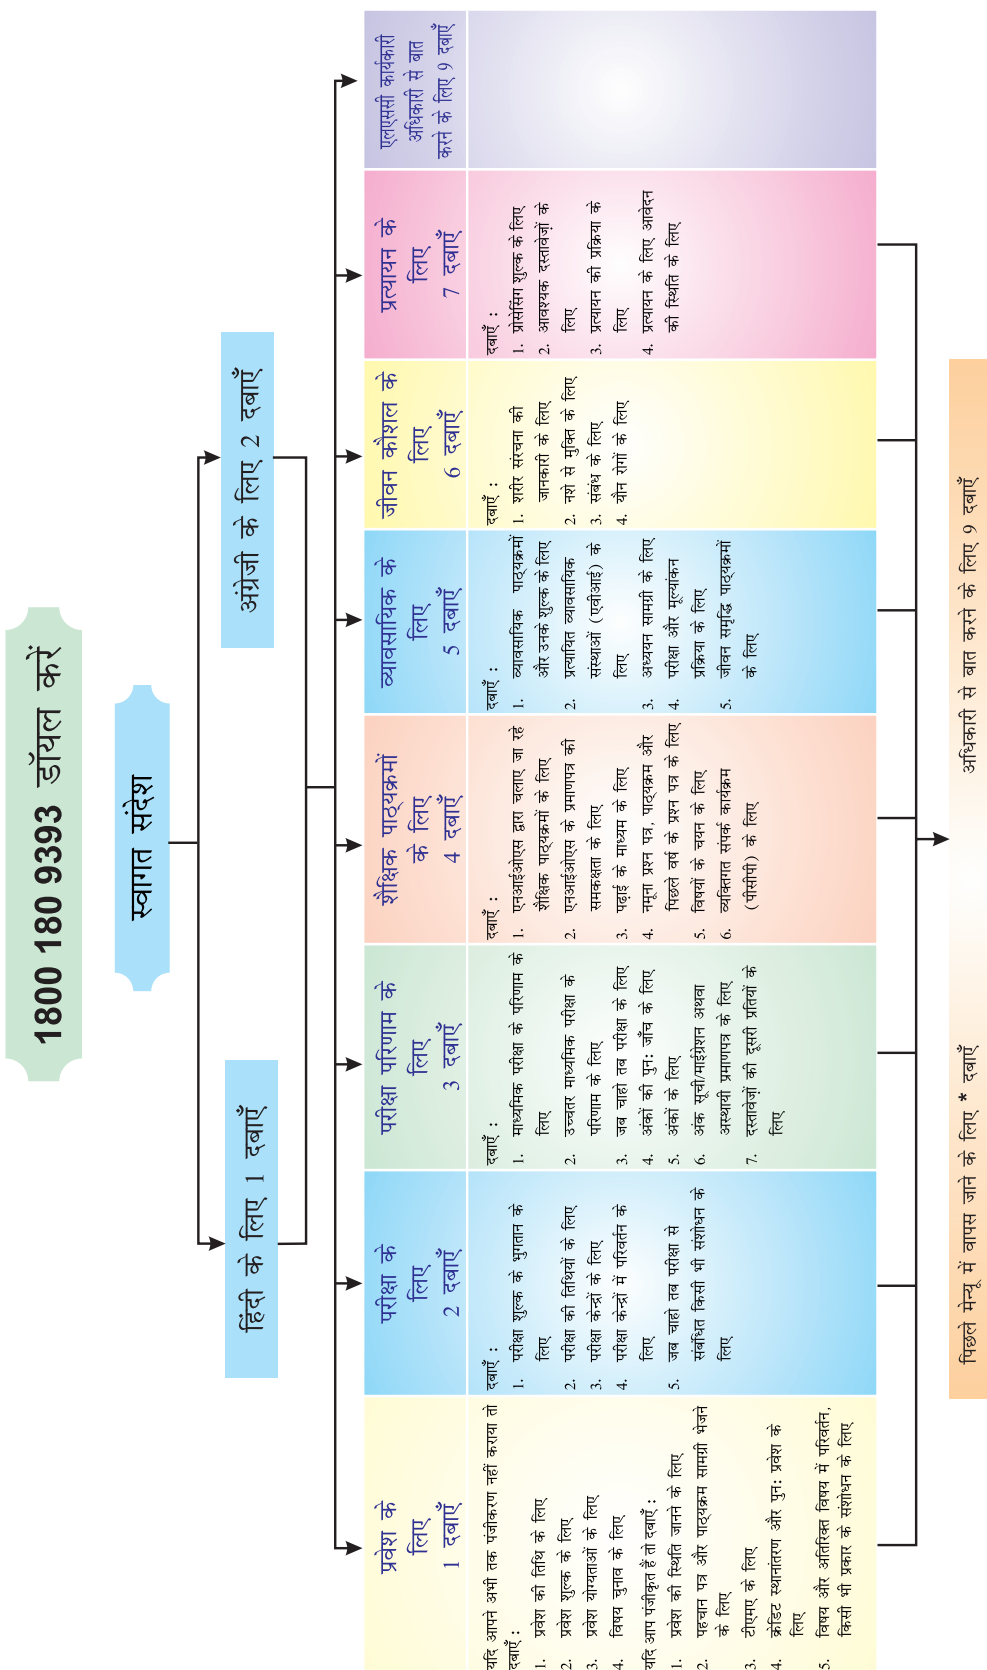 1800 180 9393 डॉयल करें
स्वागत संदेश
हिंदी के लिए 1 दबाएँ
अंग्रेजी के लिए 2 दबाएँ
प्रवेश के
लिए
1 दबाएँ
यदि आपने अभी तक पंजीकरण नहीं कराया तो
दबाएँ :
1. प्रवेश की तिथि के लिए
2. प्रवेश शुल्क के लिए
3. प्रवेश योग्यताओं के लिए
4. विषय चुनाव के लिए
यदि आप पंजीकृत हैं तो दबाएँ :
1. प्रवेश की स्थिति जानने के लिए
2. पहचान पत्र और पाठ्यक्रम सामग्री भेजने
के लिए
3. टीएमए के लिए
4. क्रेडिट स्थानांतरण और पुन: प्रवेश के
लिए
5. विषय और अतिरिक्त विषय में परिवर्तन,
किसी भी प्रकार के संशोधन के लिए
परीक्षा के
लिए
2 दबाएँ
दबाएँ :
1. परीक्षा शुल्क के भुगतान के
लिए
2. परीक्षा की तिथियों के लिए
3. परीक्षा केन्द्रों के लिए
4. परीक्षा केन्द्रों में परिवर्तन के
लिए
5. जब चाहो तब परीक्षा से
संबंधित किसी भी संशोधन के
लिए
परीक्षा परिणाम के
लिए
3 दबाएँ
दबाएँ :
1. माध्यमिक परीक्षा के परिणाम के
लिए
2. उच्चतर माध्यमिक परीक्षा के
परिणाम के लिए
3. जब चाहो तब परीक्षा के लिए
4. अंकों की पुन: जाँच के लिए
5. अंकों के लिए
6. अंक सूची/माईग्रेशन अथवा
अस्थायी प्रमाणपत्र के लिए
7. दस्तावेज़ों की दूसरी प्रतियों के
लिए
शैक्षिक पाठ्यक्रमों
के लिए
4 दबाएँ
दबाएँ :
1. एनआईओएस द्वारा चलाए जा रहे
शैक्षिक पाठ्यक्रमों के लिए
2. एनआईओएस के प्रमाणपत्र की
समकक्षता के लिए
3. पढ़ाई के माध्यम के लिए
4. नमूना प्रश्न पत्र, पाठ्यक्रम और
पिछले वर्ष के प्रश्न पत्र के लिए
5. विषयों के चयन के लिए
6. व्यक्तिगत संपर्क कार्यक्रम
(पीसीपी) के लिए
व्यावसायिक के
लिए
5 दबाएँ
दबाएँ :
1. व्यावसायिक पाठ्यक्रमों
और उनके शुल्क के लिए
2. प्रत्यायित व्यावसायिक
संस्थाओं (एवीआई) के
लिए
3. अध्ययन सामग्री के लिए
4. परीक्षा और मूल्यांकन
प्रक्रिया के लिए
5. जीवन समृद्धि पाठ्यक्रमों
के लिए
जीवन कौशल के
लिए
6 दबाएँ
दबाएँ :
1. शरीर संरचना की
जानकारी के लिए
2. नशे से मुक्ति के लिए
3. संबंध के लिए
4. यौन रोगों के लिए
प्रत्यायन के
लिए
7 दबाएँ
दबाएँ :
1. प्रोसेसिंग शुल्क के लिए
2. आवश्यक दस्तावेज़ों के
लिए
3. प्रत्यायन की प्रक्रिया के
लिए
4. प्रत्यायन के लिए आवेदन
की स्थिति के लिए
एलएससी कार्यकारी
अधिकारी से बात
करने के लिए 9 दबाएँ
पिछले मेन्यू में वापस जाने के लिए * दबाएँ
अधिकारी से बात करने के लिए 9 दबाएँ